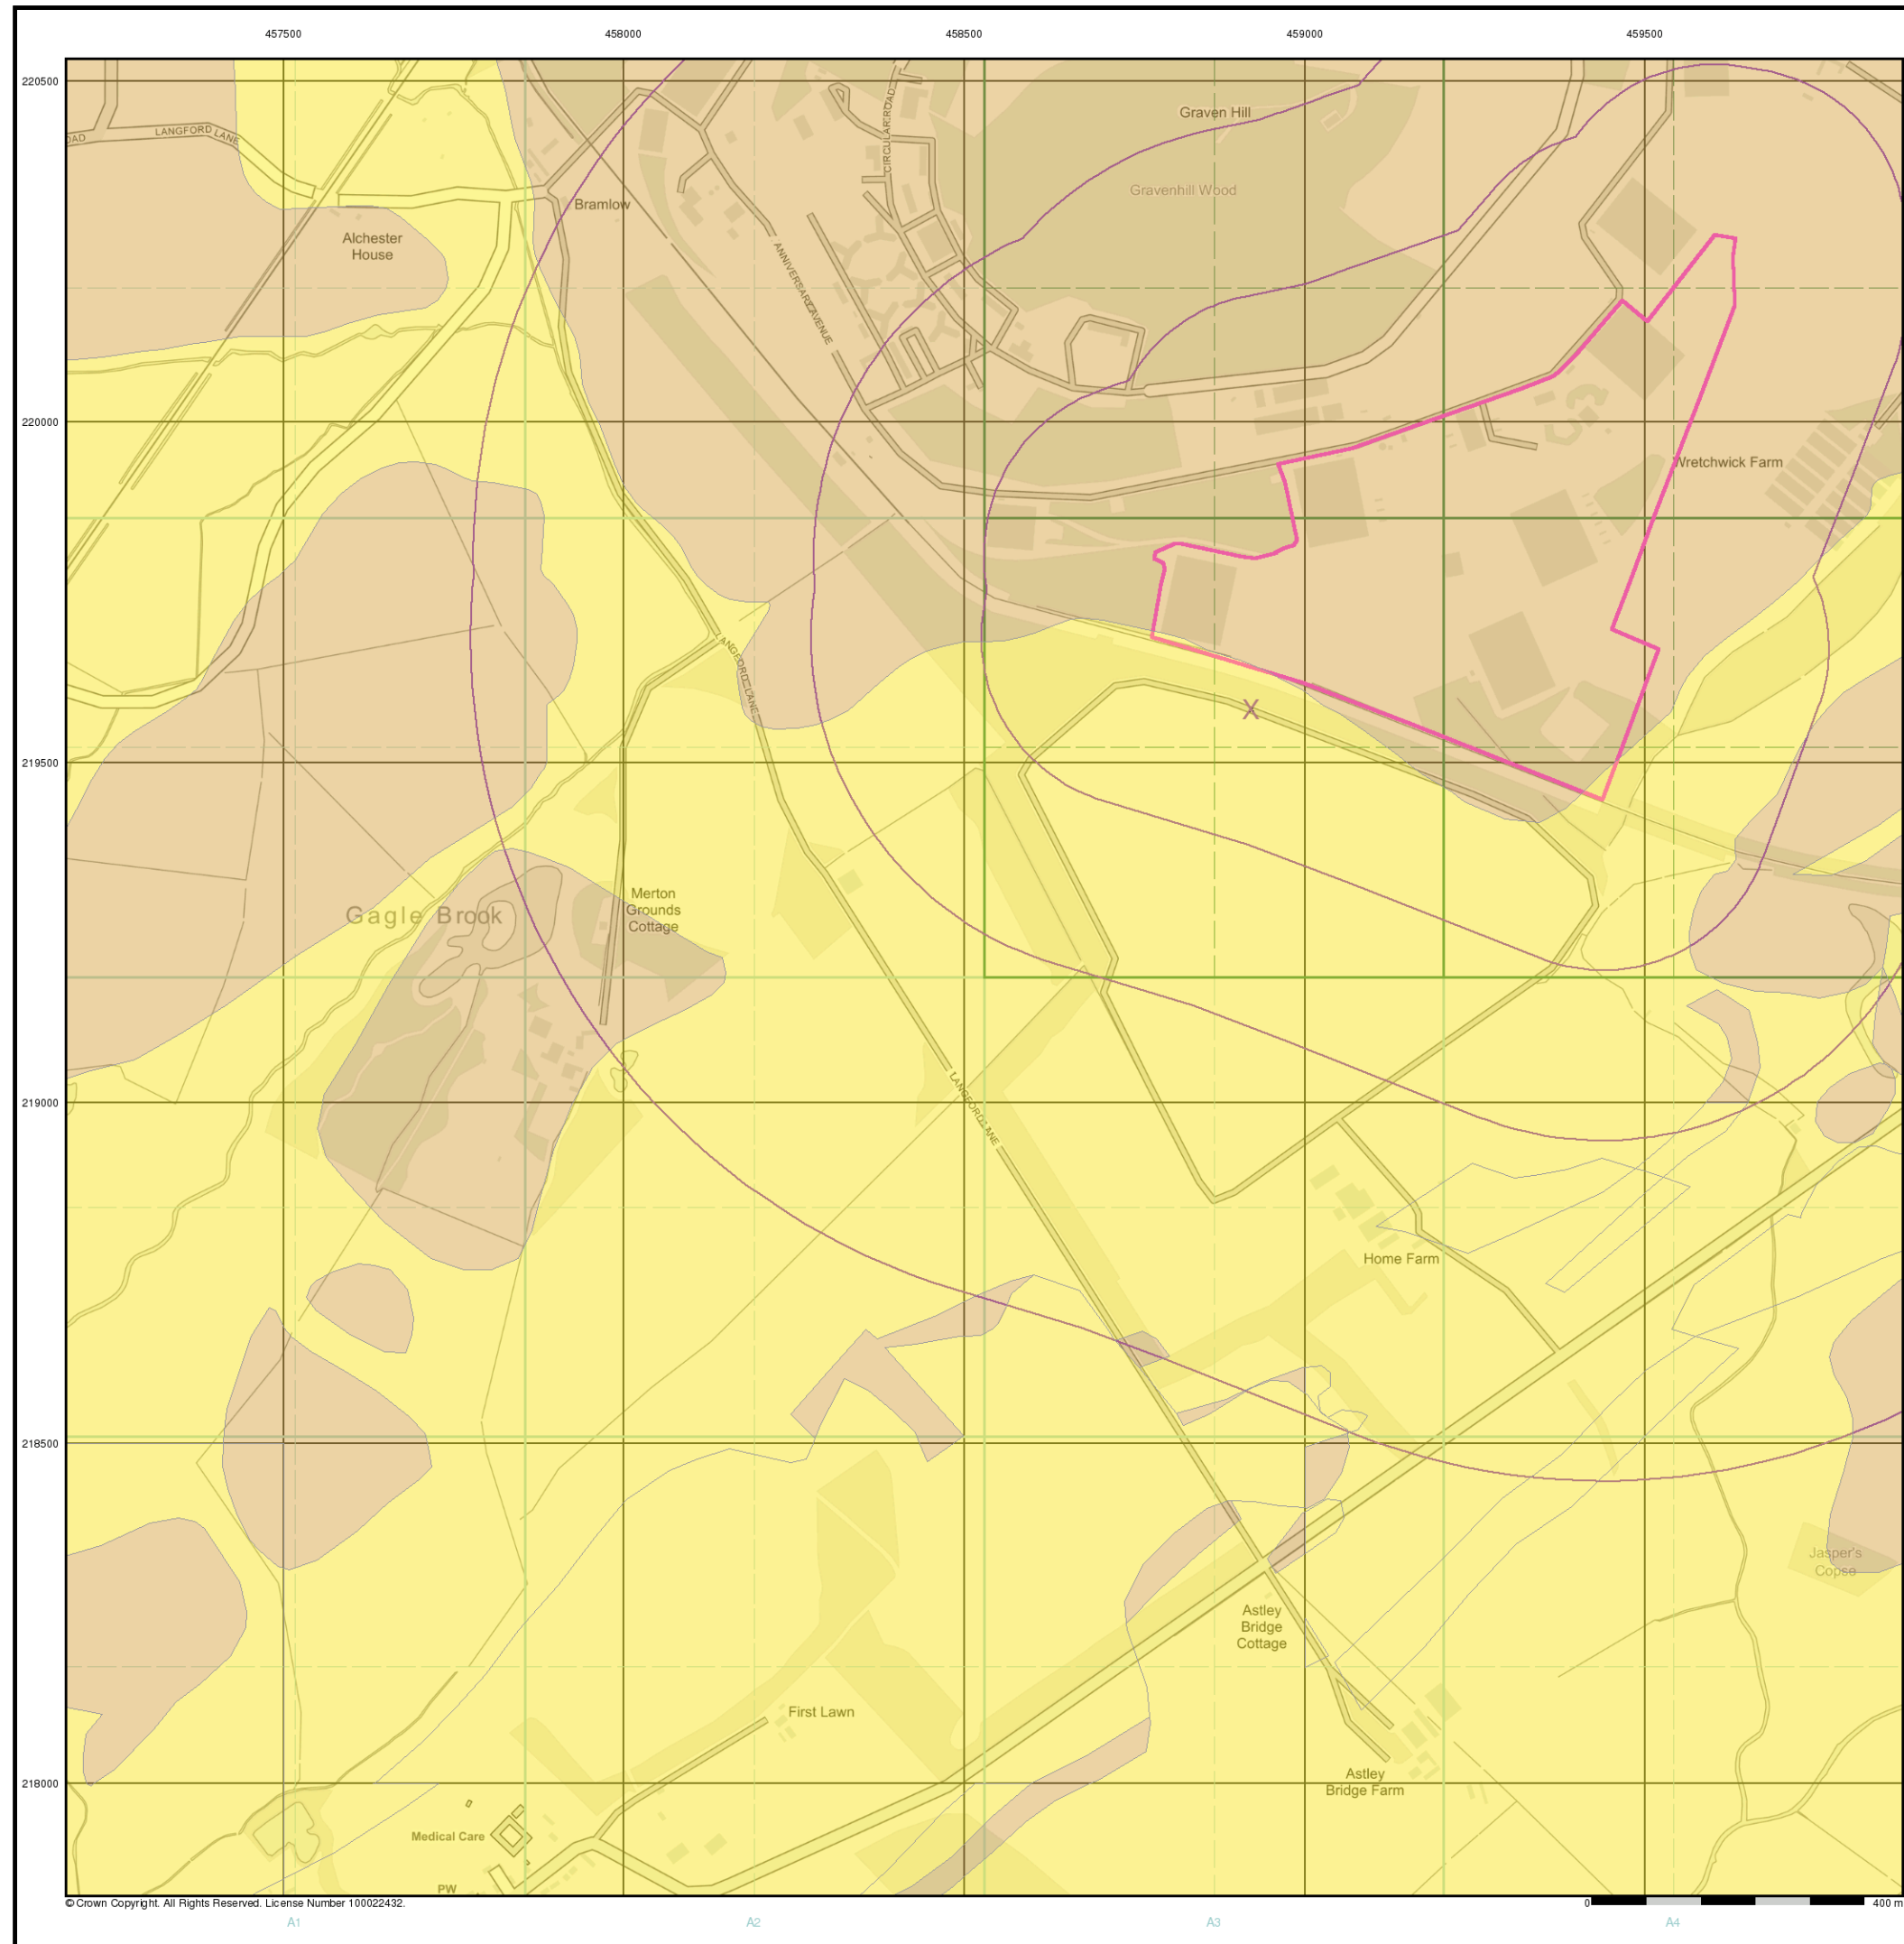 457500
458000
458500
459000
459500
220500
220000
219500
219000
218500
218000
LANGFORD LANE
OAD
CIRCULAR ROAD
Graven Hill
Gravenhill Wood
Bramlow
Alchester
House
ANNIVERSARY AVENUE
Wretchwick Farm
LANGFORD LANE
X
Merton
Grounds
Cottage
Gagle Brook
LANGFORD LANE
Home Farm
Jasper's
Copse
Astley
Bridge
Cottage
First Lawn
Astley
Bridge Farm
Medical Care
PW
© Crown Copyright. All Rights Reserved. License Number 100022432.
0
400 m
A1
A2
A3
A4